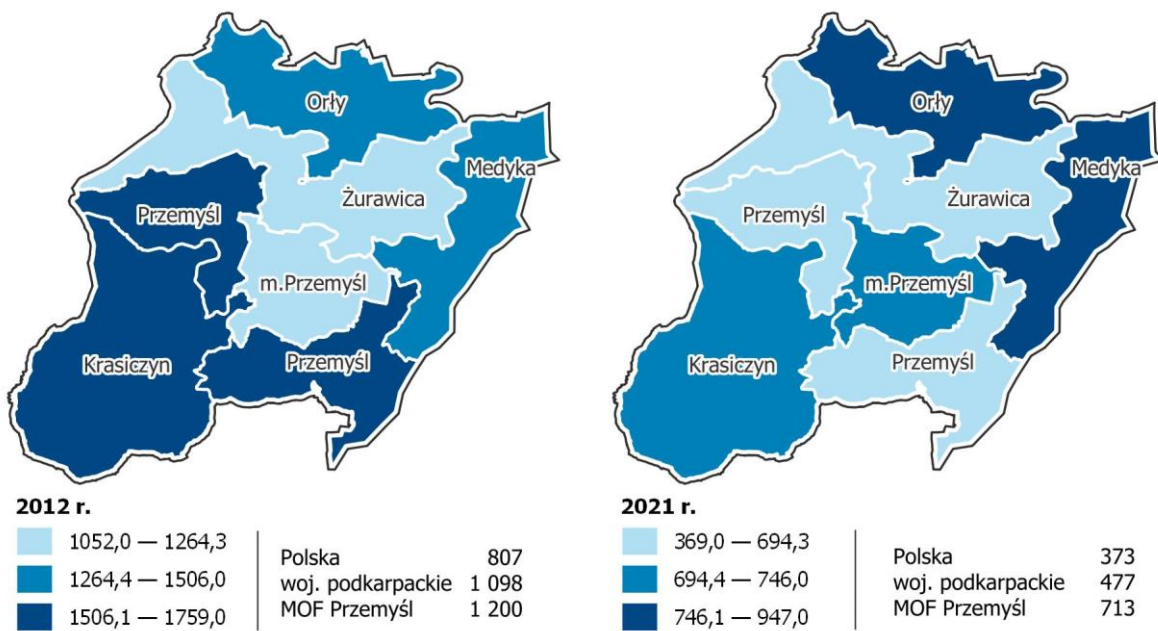 Orły
Medyka
Żurawica
Przemyśl
m.Przemyśl
Krasiczyn
Przemyśl
2012 r.
1052,0 — 1264,3
1264,4 — 1506,0
1506,1 — 1759,0
Polska 807
woj. podkarpackie 1 098
MOF Przemyśl 1 200
Orły
Medyka
Żurawica
Przemyśl
m.Przemyśl
Krasiczyn
Przemyśl
2021 r.
369,0 — 694,3
694,4 — 746,0
746,1 — 947,0
Polska 373
woj. podkarpackie 477
MOF Przemyśl 713